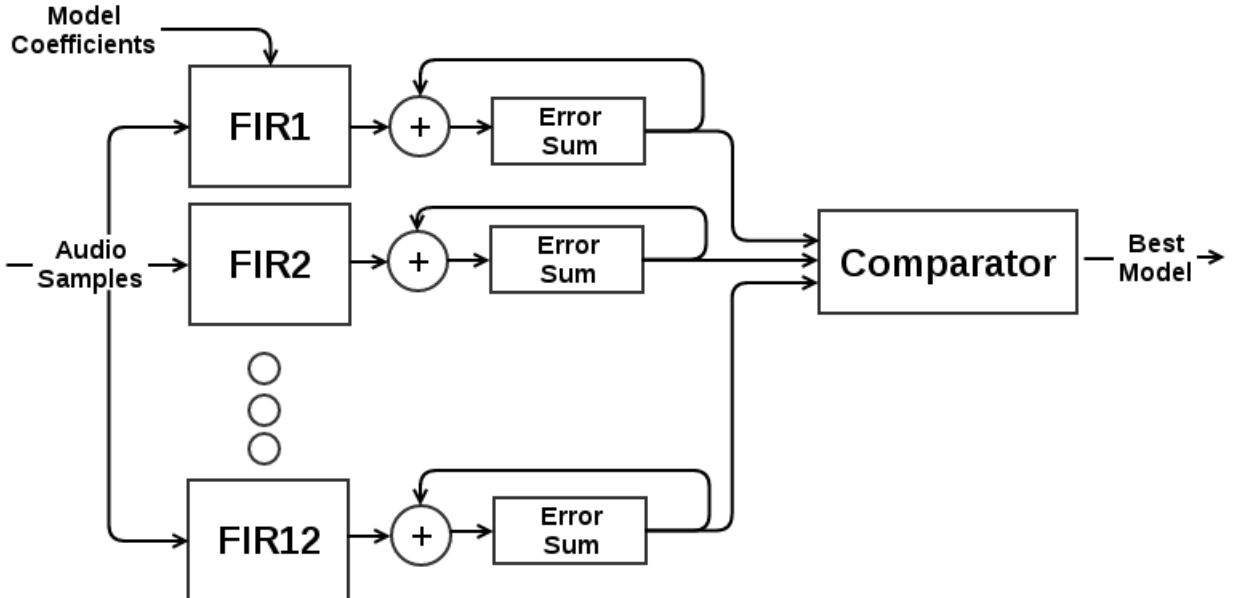 Model
Coefficients
FIR1
+
Error
Sum
Audio
Samples
FIR2
+
Error
Sum
Comparator
Best
Model
FIR12
+
Error
Sum